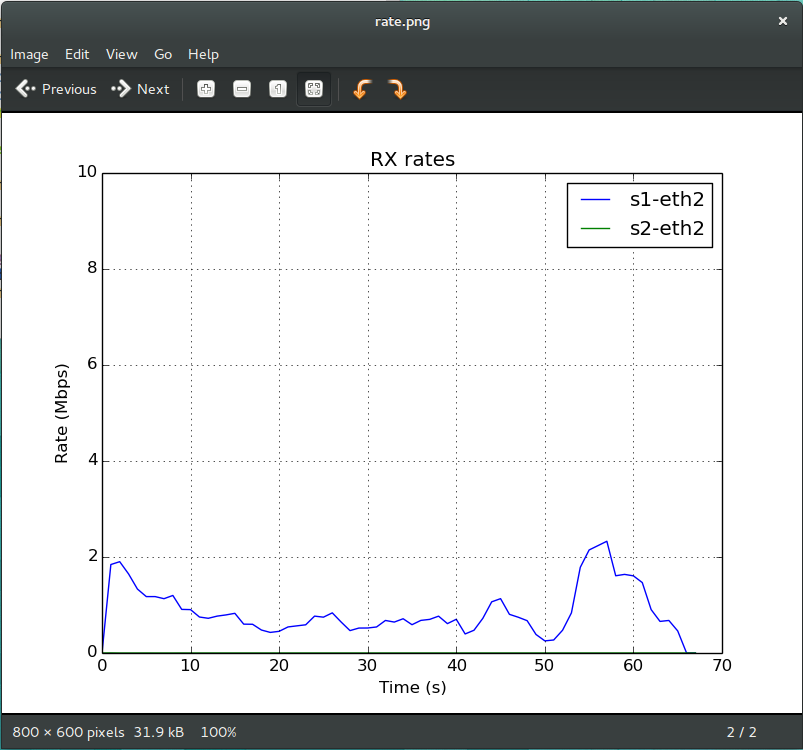 rate.png ×
Image Edit View Go Help
Previous Next 1
RX rates
s1-eth2
s2-eth2
10
8
6
4
2
0
Rate (Mbps)
0 10 20 30 40 50 60 70
Time (s)
800 × 600 pixels 31.9 kB 100% 2 / 2